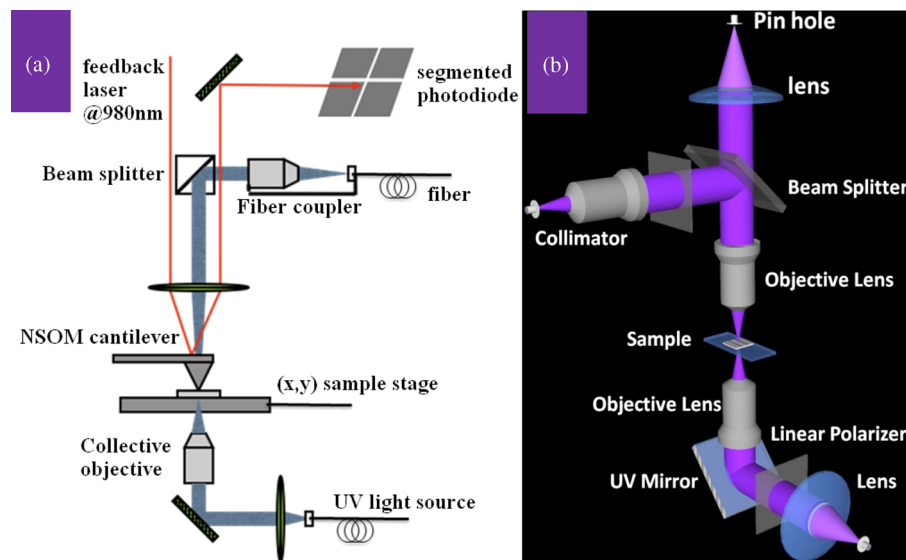 (a)
feedback
laser
@980nm
segmented
photodiode
Beam splitter
Fiber coupler
fiber
NSOM cantilever
(x,y) sample stage
Collective
objective
UV light source
(b)
Pin hole
lens
Beam Splitter
Collimator
Objective Lens
Sample
Objective Lens
Linear Polarizer
UV Mirror
Lens